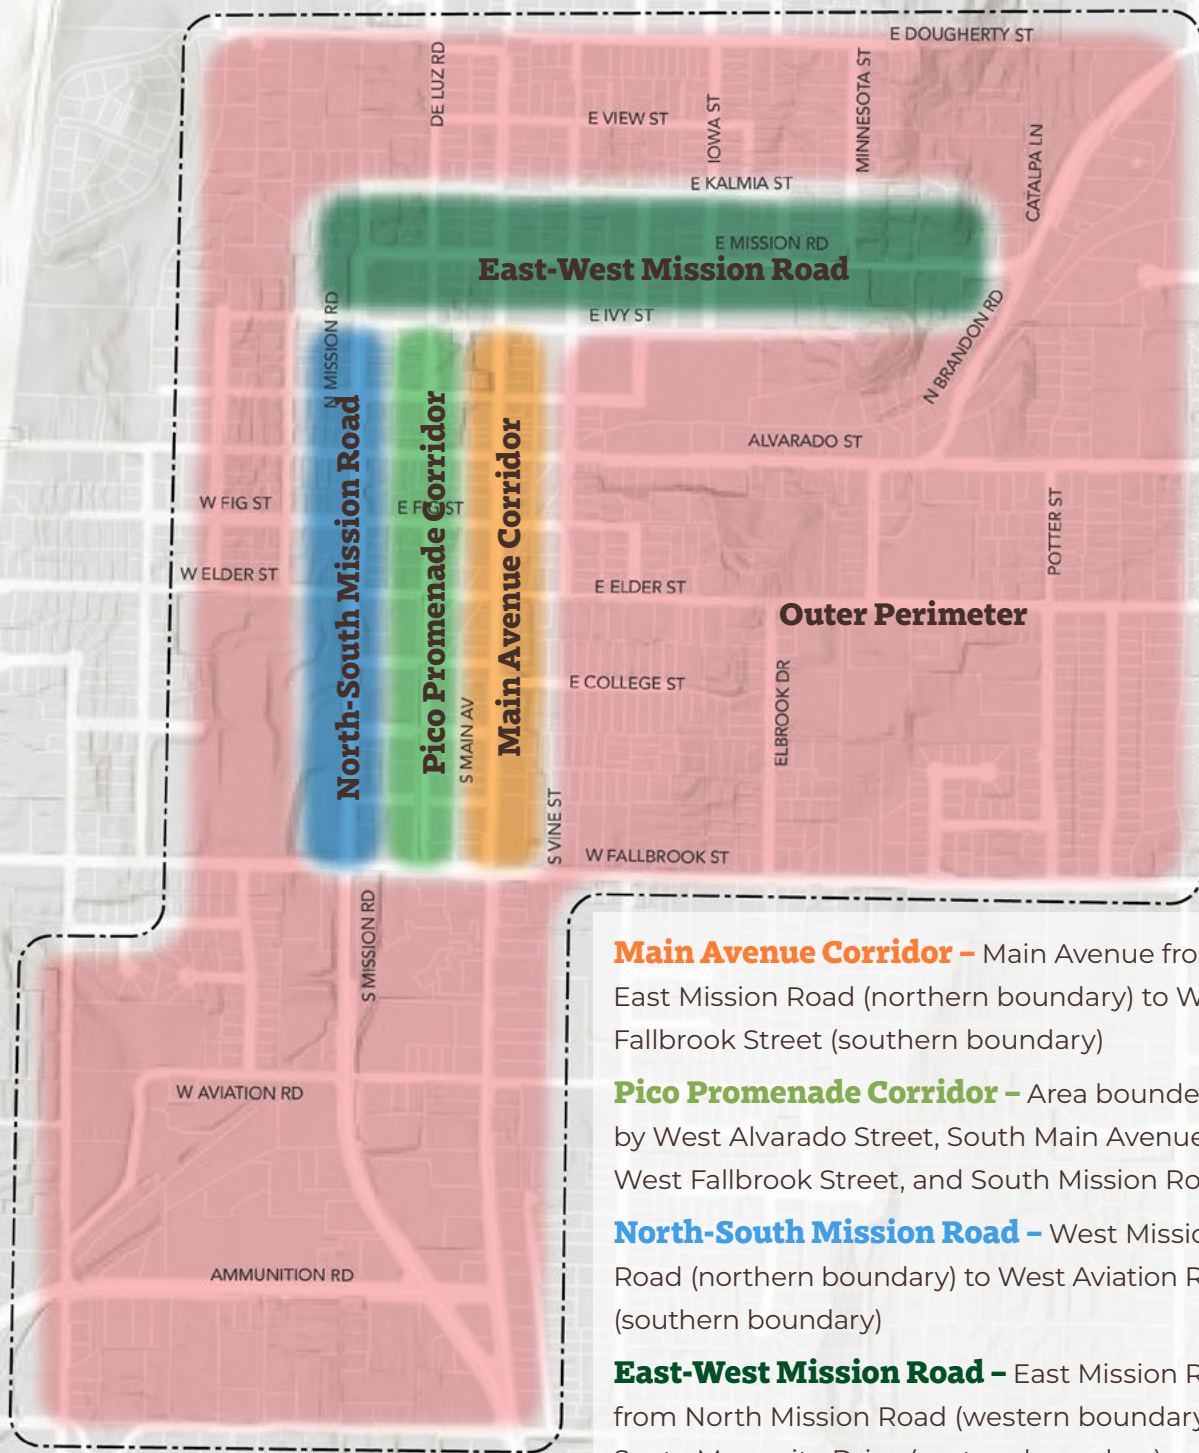 E DOUGHERTY ST
DE LUZ RD
MINNESOTA ST
IOWA ST
E VIEW ST
CATALPA LN
E KALMIA ST
E MISSION RD
East-West Mission Road
N MISSION RD
E IVY ST
N BRANDON RD
ALVARADO ST
W FIG ST
E FIG ST
North-South Mission Road
Pico Promenade Corridor
Main Avenue Corridor
POTTER ST
W ELDER ST
E ELDER ST
Outer Perimeter
E COLLEGE ST
ELBROOK DR
S MAIN AV
S VINE ST
W FALLBROOK ST
S MISSION RD
W AVIATION RD
AMMUNITION RD
Main Avenue Corridor – Main Avenue fro
East Mission Road (northern boundary) to W
Fallbrook Street (southern boundary)
Pico Promenade Corridor – Area bounde
by West Alvarado Street, South Main Avenue
West Fallbrook Street, and South Mission Ro
North-South Mission Road – West Missio
Road (northern boundary) to West Aviation R
(southern boundary)
East-West Mission Road – East Mission R
from North Mission Road (western boundary